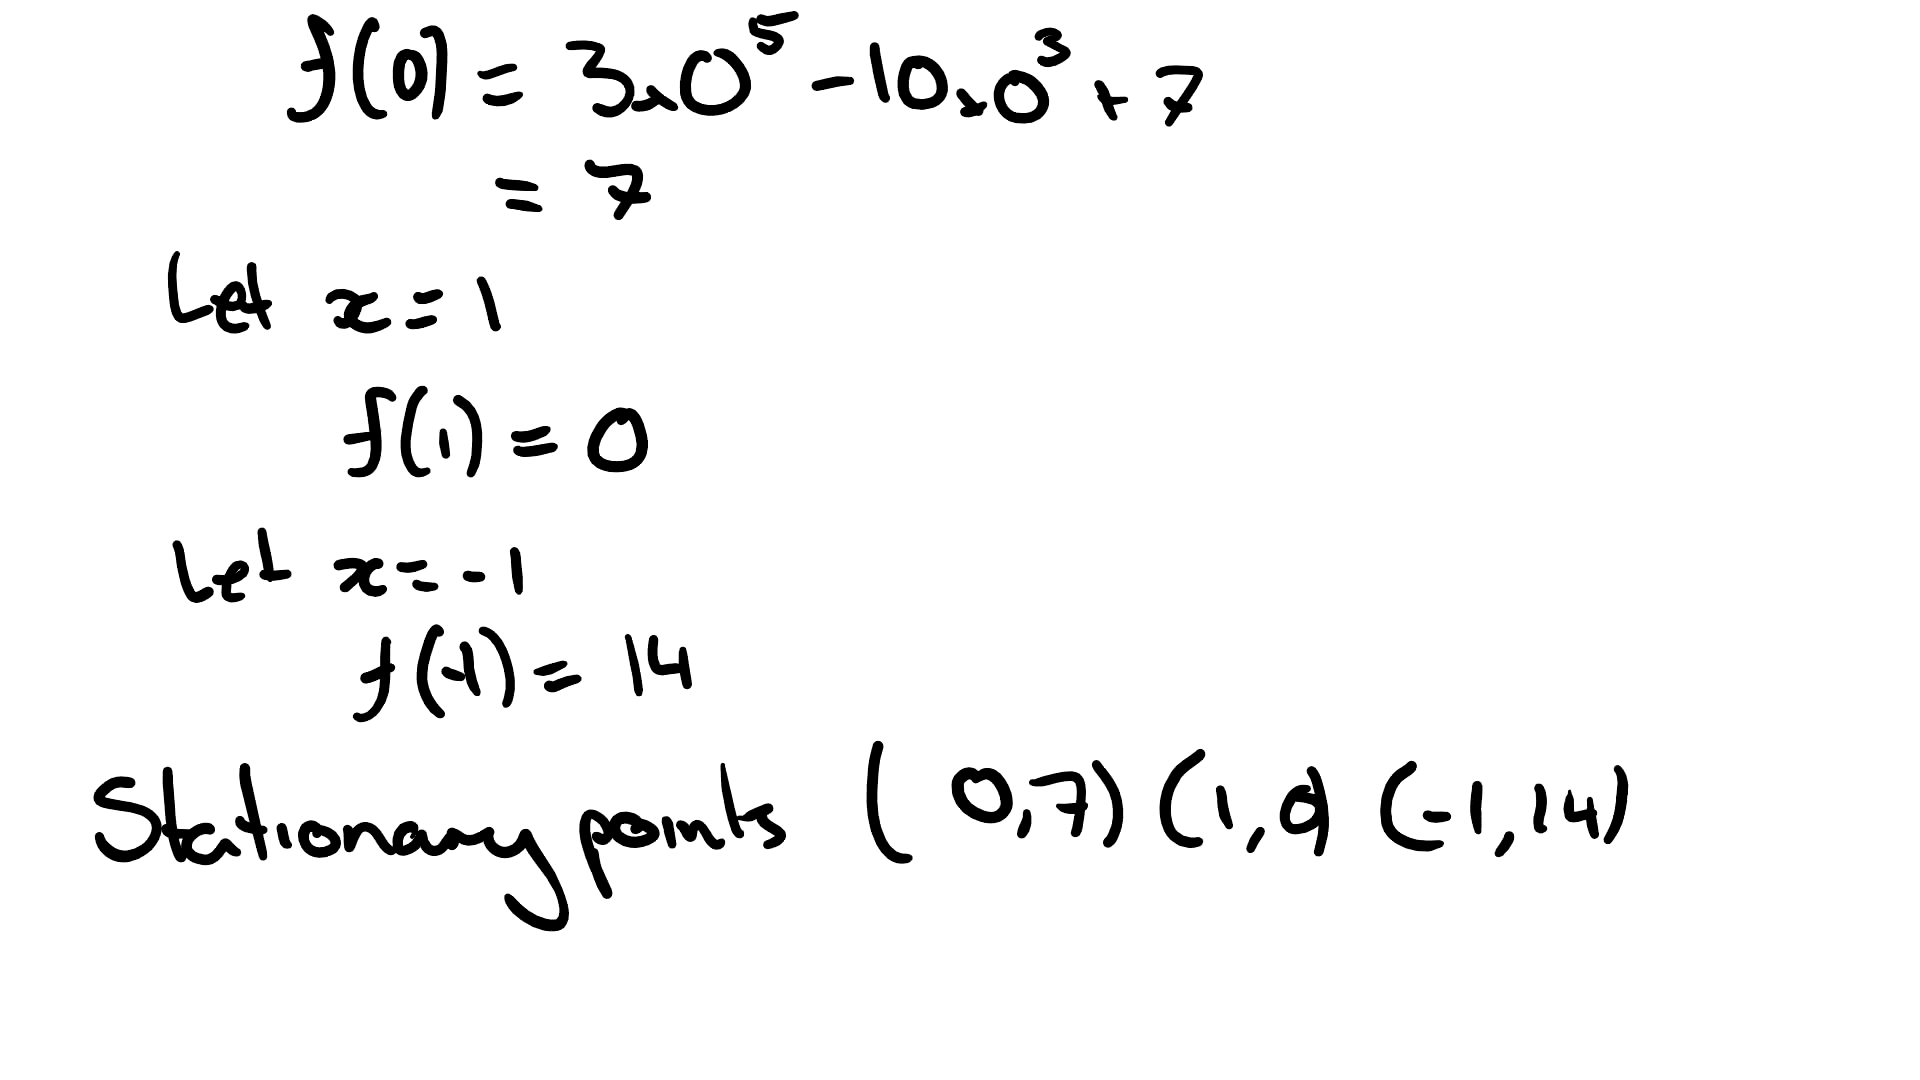 f(0) = 3×0⁵ - 10×0³ + 7
= 7
Let x = 1
f(1) = 0
Let x = -1
f(-1) = 14
Stationary points (0,7) (1,0) (-1,14)